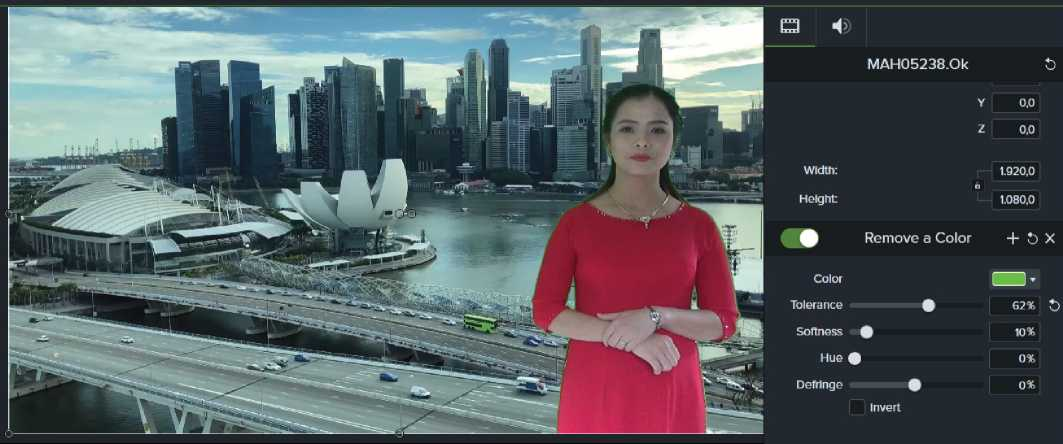 MAH05238.Ok
Y 0,0
Z 0,0
Width: 1.920,0
Height: 1.080,0
Remove a Color
Color
Tolerance 62%
Softness 10%
Hue 0%
Defringe 0%
Invert